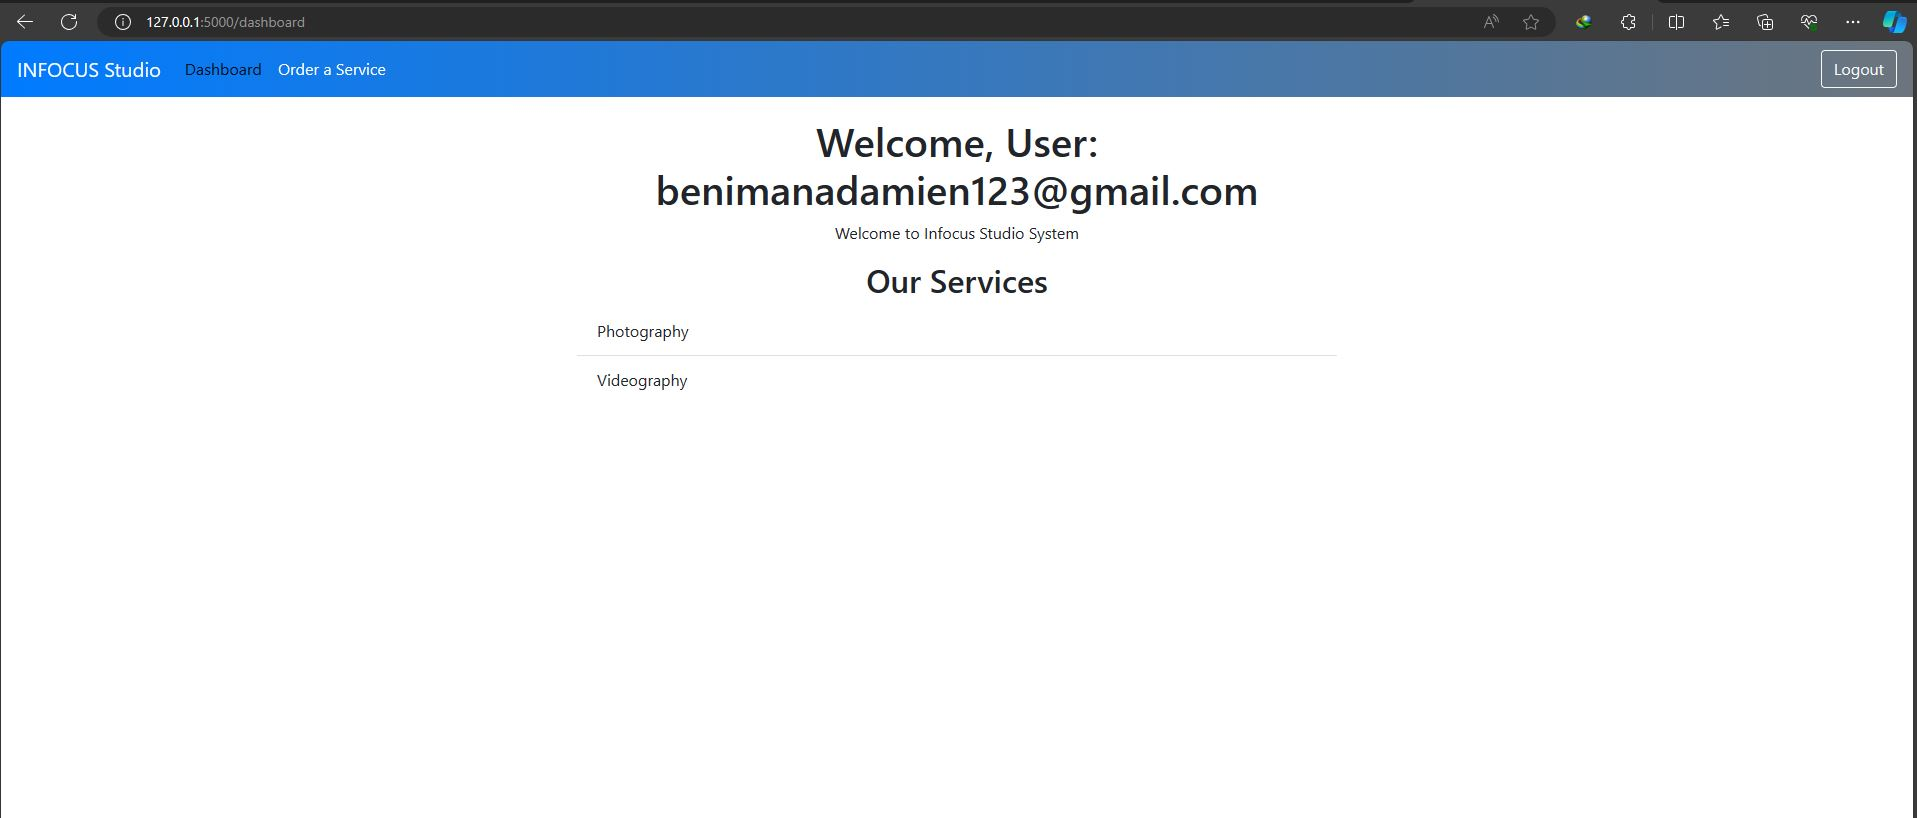 127.0.0.1:5000/dashboard
INFOCUS Studio Dashboard Order a Service Logout
Welcome, User:
benimanadamien123@gmail.com
Welcome to Infocus Studio System
Our Services
Photography
Videography